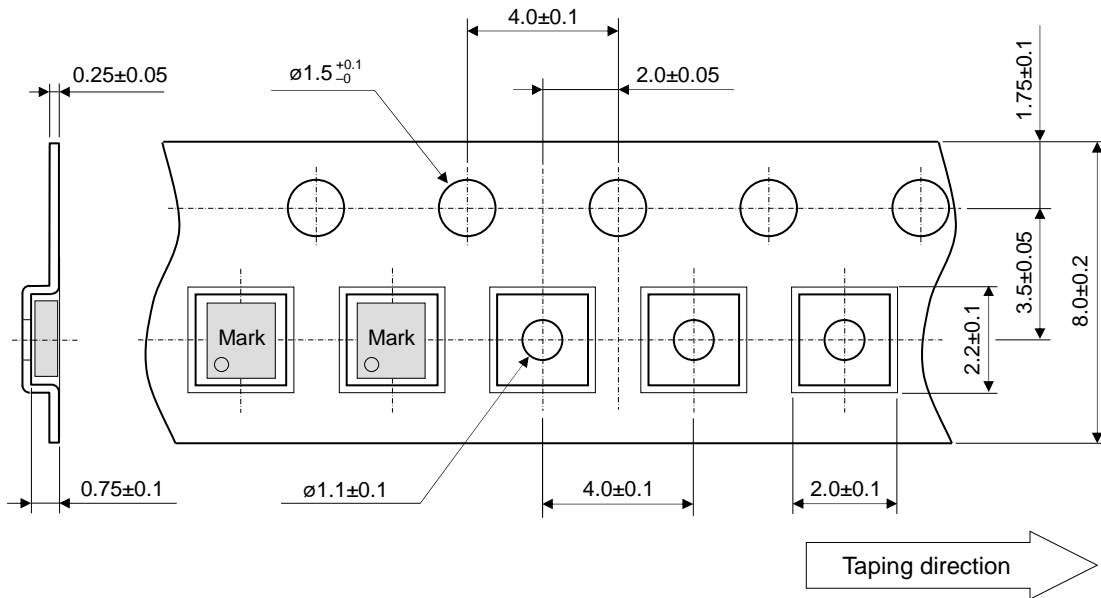 4.0±0.1
0.25±0.05
ø1.5 +0.1 –0
2.0±0.05
1.75±0.1
3.5±0.05
8.0±0.2
2.2±0.1
Mark
Mark
0.75±0.1
ø1.1±0.1
4.0±0.1
2.0±0.1
Taping direction